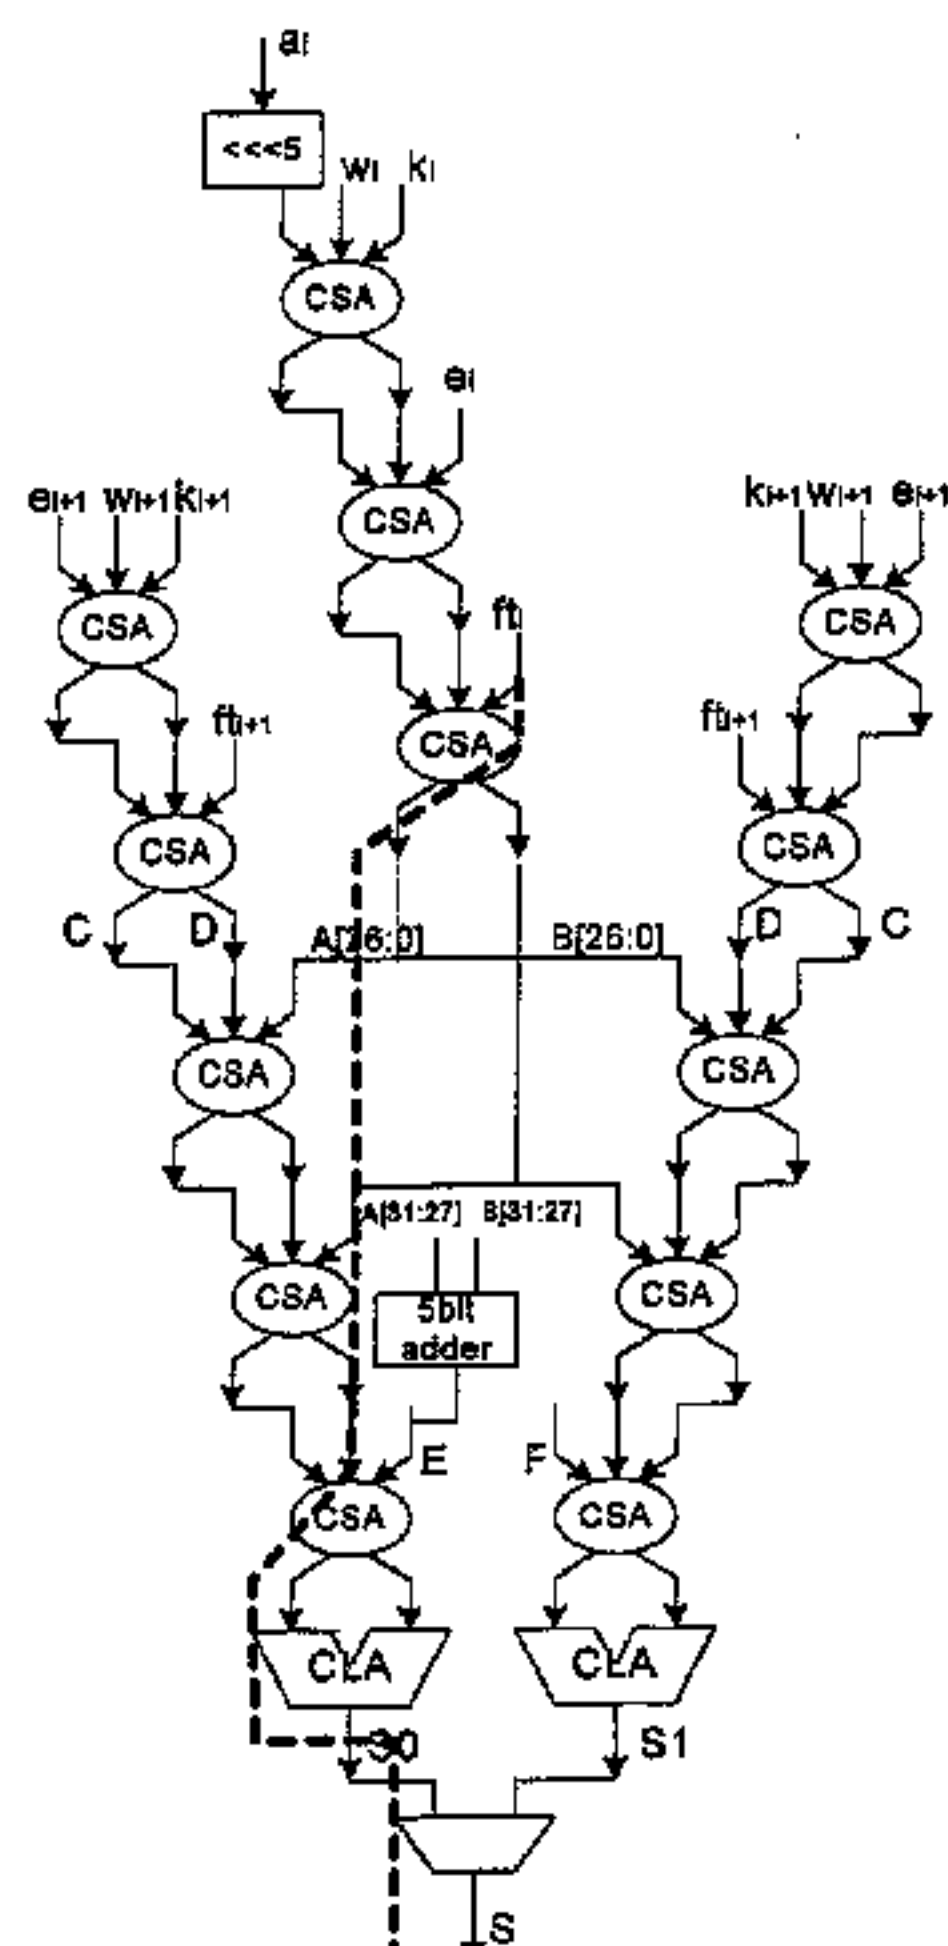 ai
<<<5
wi ki
CSA
ei
CSA
ei+1 wi+1 ki+1
ki+1 wi+1 ei+1
CSA
CSA
fti
fti+1
fti+1
CSA
CSA
CSA
C D
D C
A[26:0] B[26:0]
CSA
CSA
A[31:27] B[31:27]
CSA
CSA
5bit
adder
E
F
CSA
CSA
CLA
CLA
S0
S1
S